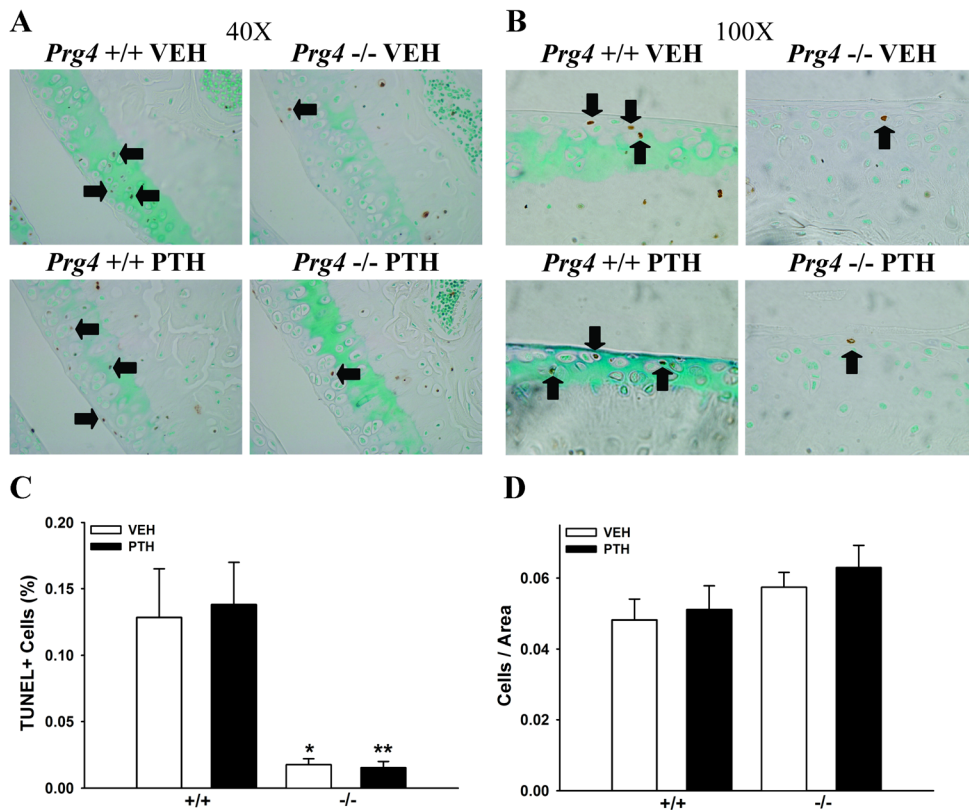 A
40X
Prg4 +/+ VEH
Prg4 -/- VEH
Prg4 +/+ PTH
Prg4 -/- PTH
B
100X
Prg4 +/+ VEH
Prg4 -/- VEH
Prg4 +/+ PTH
Prg4 -/- PTH
C
TUNEL+ Cells (%)
0.20
0.15
0.10
0.05
0.00
VEH
PTH
*
**
+/+
-/-
D
Cells / Area
0.06
0.04
0.02
0.00
VEH
PTH
+/+
-/-